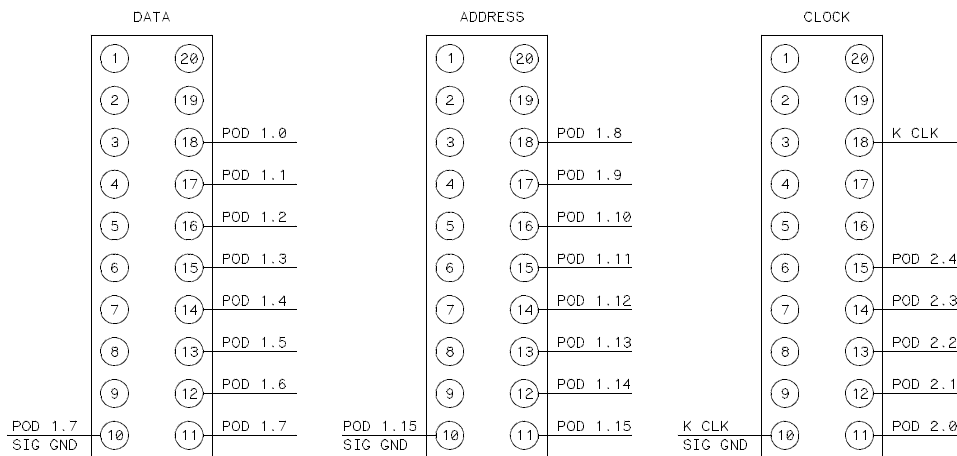 DATA ADDRESS CLOCK
1 20 1 20 1 20
2 19 2 19 2 19
3 18 POD 1.0 3 18 POD 1.8 3 18 K CLK
4 17 POD 1.1 4 17 POD 1.9 4 17
5 16 POD 1.2 5 16 POD 1.10 5 16
6 15 POD 1.3 6 15 POD 1.11 6 15 POD 2.4
7 14 POD 1.4 7 14 POD 1.12 7 14 POD 2.3
8 13 POD 1.5 8 13 POD 1.13 8 13 POD 2.2
9 12 POD 1.6 9 12 POD 1.14 9 12 POD 2.1
POD 1.7 10 11 POD 1.7 POD 1.15 10 11 POD 1.15 K CLK 10 11 POD 2.0
SIG GND SIG GND SIG GND